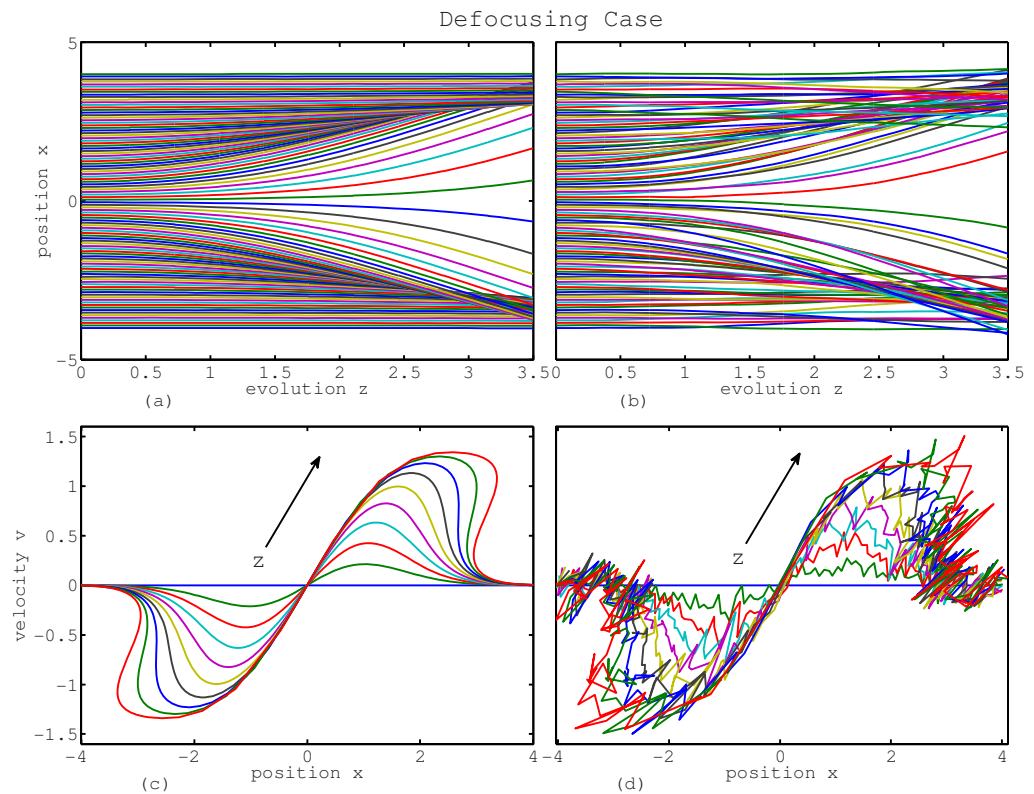 Defocusing Case
5
0
−5
position x
0 0.5 1 1.5 2 2.5 3 3.5
evolution z
(a)
0 0.5 1 1.5 2 2.5 3 3.5
evolution z
(b)
1.5
1
0.5
0
−0.5
−1
−1.5
velocity v
z
−4 −2 0 2 4
position x
(c)
z
−4 −2 0 2 4
position x
(d)